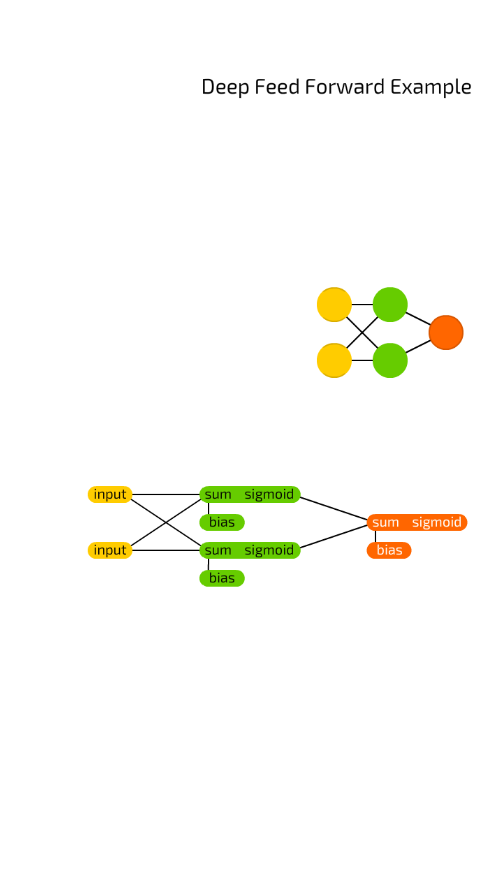 Deep Feed Forward Example
input
sum sigmoid
bias
sum sigmoid
input
sum sigmoid
bias
bias